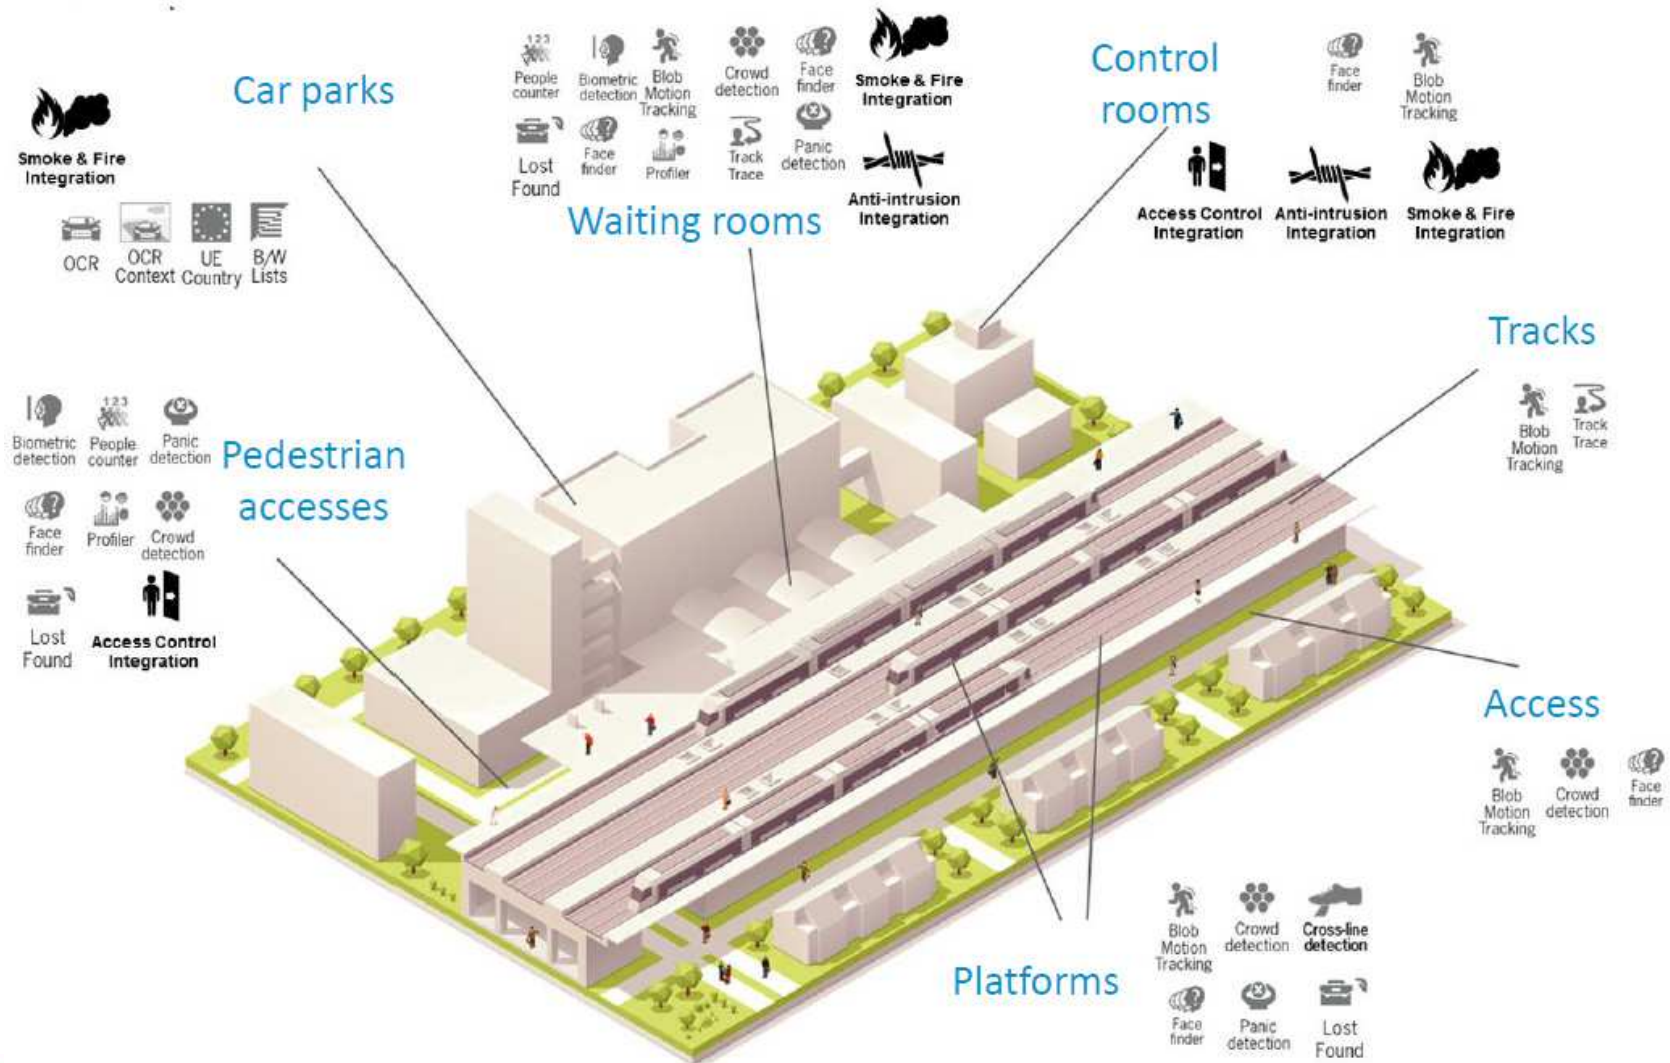 Car parks
Smoke & Fire
Integration
OCR
OCR
Context
UE
Country
B/W
Lists
123
People
counter
Biometric
detection
Blob
Motion
Tracking
Crowd
detection
Face
finder
Smoke & Fire
Integration
Lost
Found
Face
finder
Profiler
Track
Trace
Panic
detection
Anti-intrusion
Integration
Waiting rooms
Control
rooms
Face
finder
Blob
Motion
Tracking
Access Control
Integration
Anti-intrusion
Integration
Smoke & Fire
Integration
Tracks
Blob
Motion
Tracking
Track
Trace
Biometric
detection
123
People
counter
Panic
detection
Pedestrian
accesses
Face
finder
Profiler
Crowd
detection
Lost
Found
Access Control
Integration
Access
Blob
Motion
Tracking
Crowd
detection
Face
finder
Platforms
Blob
Motion
Tracking
Crowd
detection
Cross-line
detection
Face
finder
Panic
detection
Lost
Found